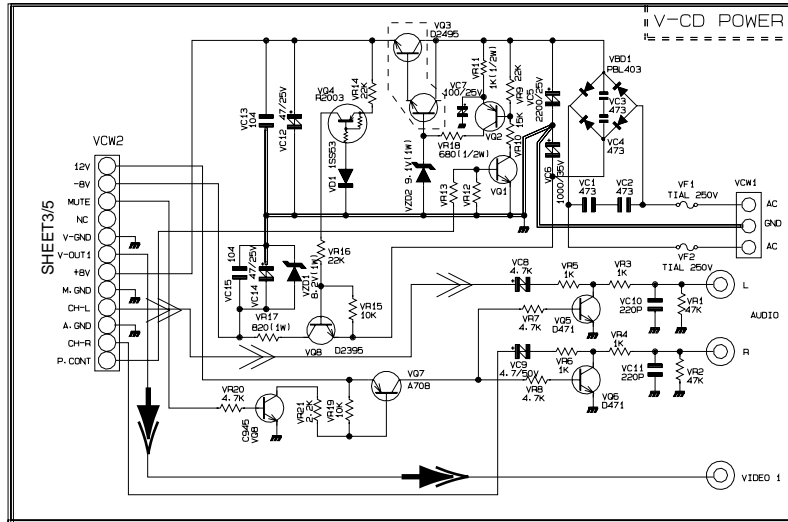 V-CD POWER
VCW2
12V
-8V
MUTE
NC
V-GND
V-OUT1
+8V
M.GND
CH-L
A.GND
CH-R
P.CONT
SHEET3/5
VC13
104
VC12
47/25V
VQ4
R2003
VD1 1SS53
VR14
22K
VQ3
D2495
VC7
100/25V
VR11
1K(1/2W)
VR9
22K
VQ2
VR10
15K
VR18
680(1/2W)
VZD2 9.1V(1W)
VR13
VR12
VQ1
VC5
2200/25V
VC6
1000/35V
VBD1
PBL403
VC3
473
VC4
473
VC1
473
VC2
473
VF1
TIAL 250V
VF2
TIAL 250V
VCW1
AC
GND
AC
VC15
104
VC14
47/25V
VZD1
8.2V(1W)
VR16
22K
VR17
820(1W)
VR15
10K
VQ8
D2395
VC8
4.7K
VR5
1K
VR3
1K
VR7
4.7K
VQ5
D471
VC10
220P
VR1
47K
L
AUDIO
VC9
4.7/50V
VR6
1K
VR4
1K
VR8
4.7K
VQ6
D471
VC11
220P
VR2
47K
R
VQ7
A708
VR20
4.7K
C945
VQ8
VR21
2.2K
VR19
10K
VIDEO 1